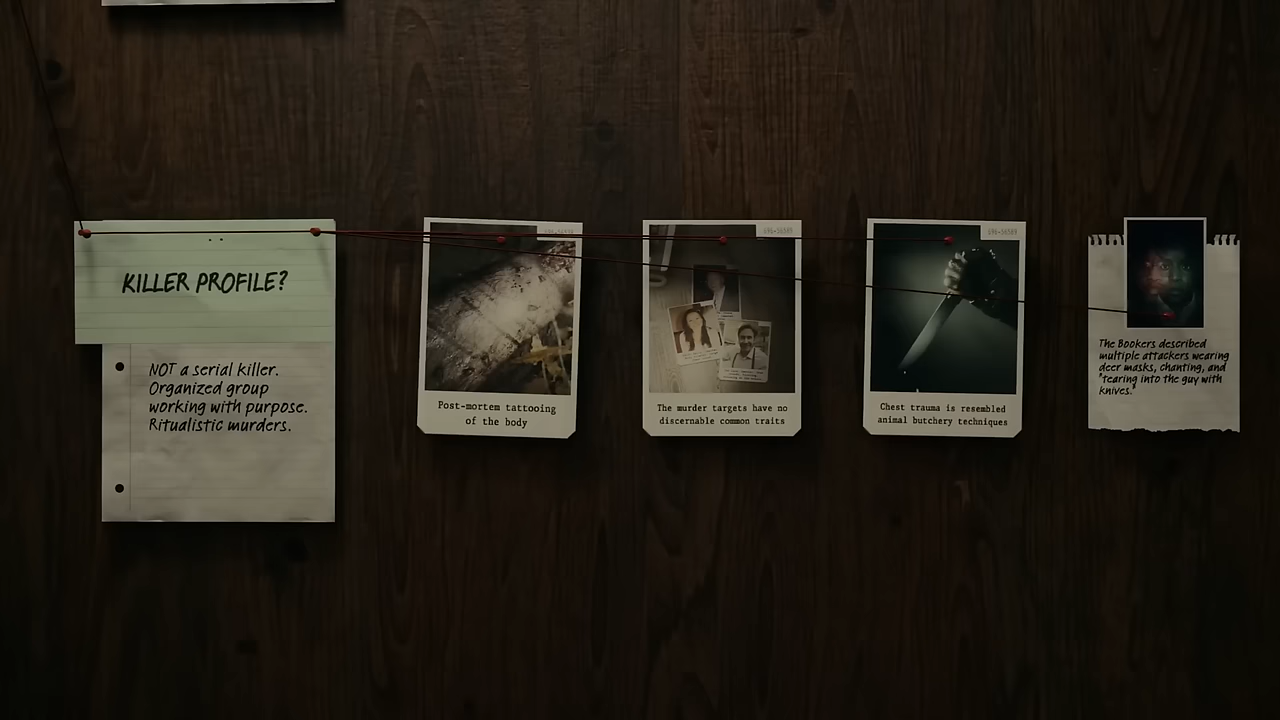 KILLER PROFILE?
NOT a serial killer.
Organized group
working with purpose.
Ritualistic murders.
Post-mortem tattooing
of the body
The murder targets have no
discernable common traits
Chest trauma is resembled
animal butchery techniques
The Bookers described
multiple attackers wearing
deer masks, chanting, and
"tearing into the guy with
knives."